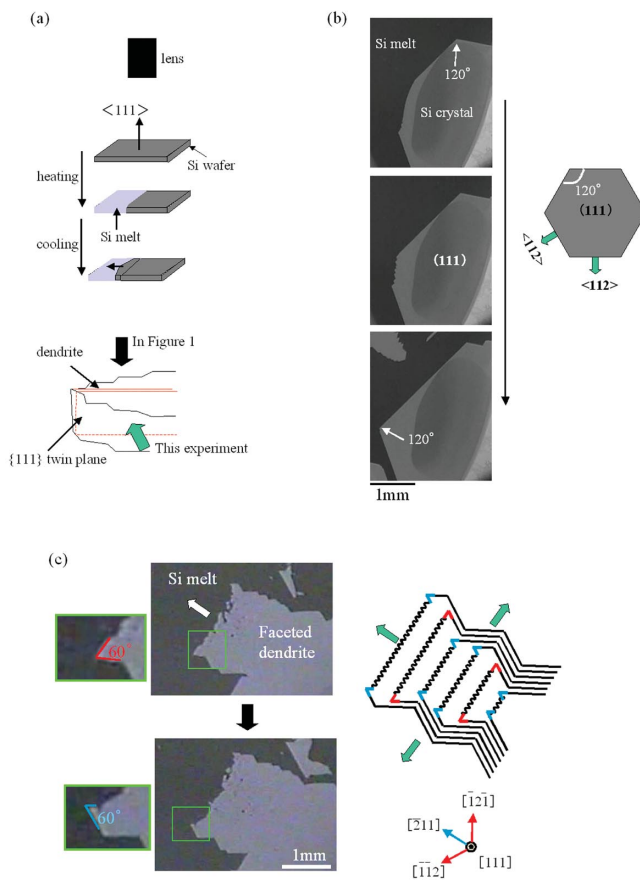 (a)
lens
<111>
Si wafer
heating
Si melt
cooling
In Figure 1
dendrite
This experiment
{111} twin plane
(b)
Si melt
120°
Si crystal
(111)
120°
1mm
120°
(111)
<112>
<112>
(c)
Si melt
60°
Faceted
dendrite
60°
1mm
[1̄21̄]
[2̄11]
[1̄1̄2]
[111]